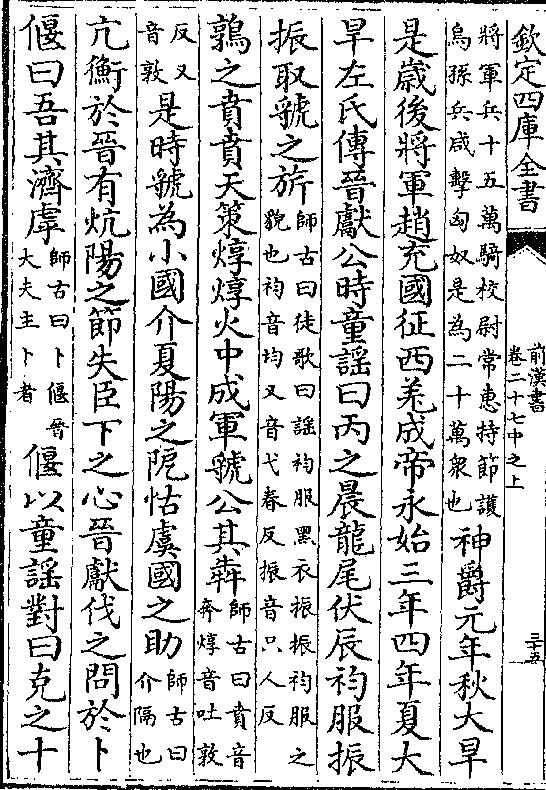 欽定四庫全書
前漢書
卷二十七中之上
三十五
將軍兵十五萬騎校尉常惠持節護
烏孫兵咸擊匈奴是為二十萬衆也
神爵元年秋大旱
是歲後將軍趙充國征西羌成帝永始三年四年夏大
旱左氏傳晉獻公時童謡曰丙之晨龍尾伏辰袀服振
振取虢之旂
師古曰徒歌曰謡袀服黑衣振振袀服之
貌也袀音均又音弋春反振音只人反
鶉之賁賁天策焞焞火中成軍虢公其犇
師古曰賁音
奔焞音吐敦
反又
音敦
是時虢為小國介夏陽之阸怙虞國之助
師古曰
介隔也
亢衡於晉有炕陽之節失臣下之心晉獻伐之問於卜
偃曰吾其濟虖
師古曰卜偃晉
大夫主卜者
偃以童謡對曰克之十